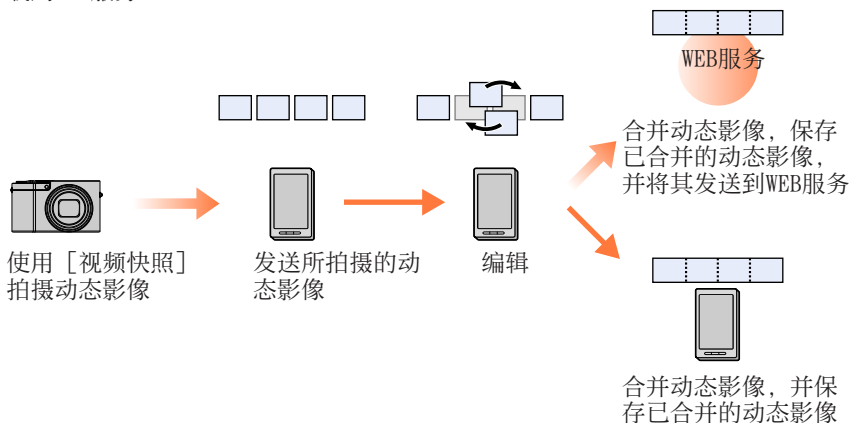 WEB服务
合并动态影像，保存
已合并的动态影像，
并将其发送到WEB服务
使用［视频快照］
拍摄动态影像
发送所拍摄的动
态影像
编辑
合并动态影像，并保
存已合并的动态影像